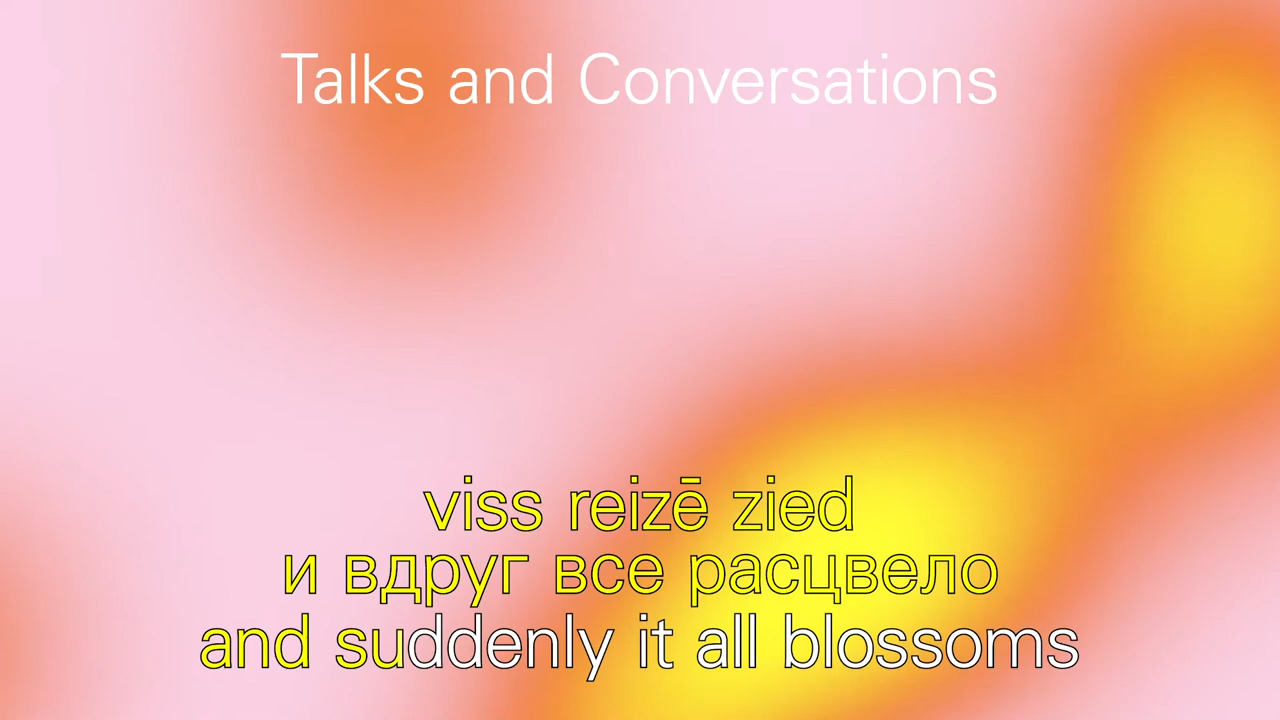 Talks and Conversations
viss reizē zied
и вдруг все расцвело
and suddenly it all blossoms